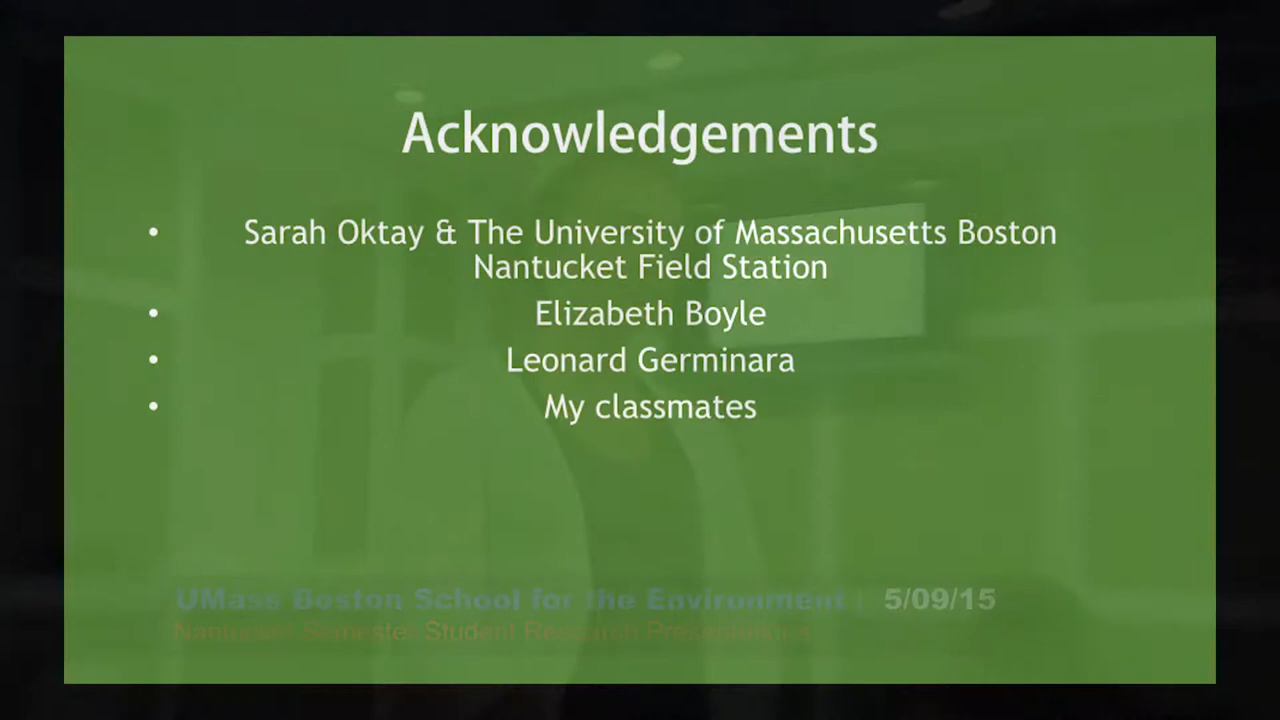 Acknowledgements
• Sarah Oktay & The University of Massachusetts Boston
Nantucket Field Station
• Elizabeth Boyle
• Leonard Germinara
• My classmates
UMass Boston School for the Environment | 5/09/15
Nantucket Semester Student Research Presentations